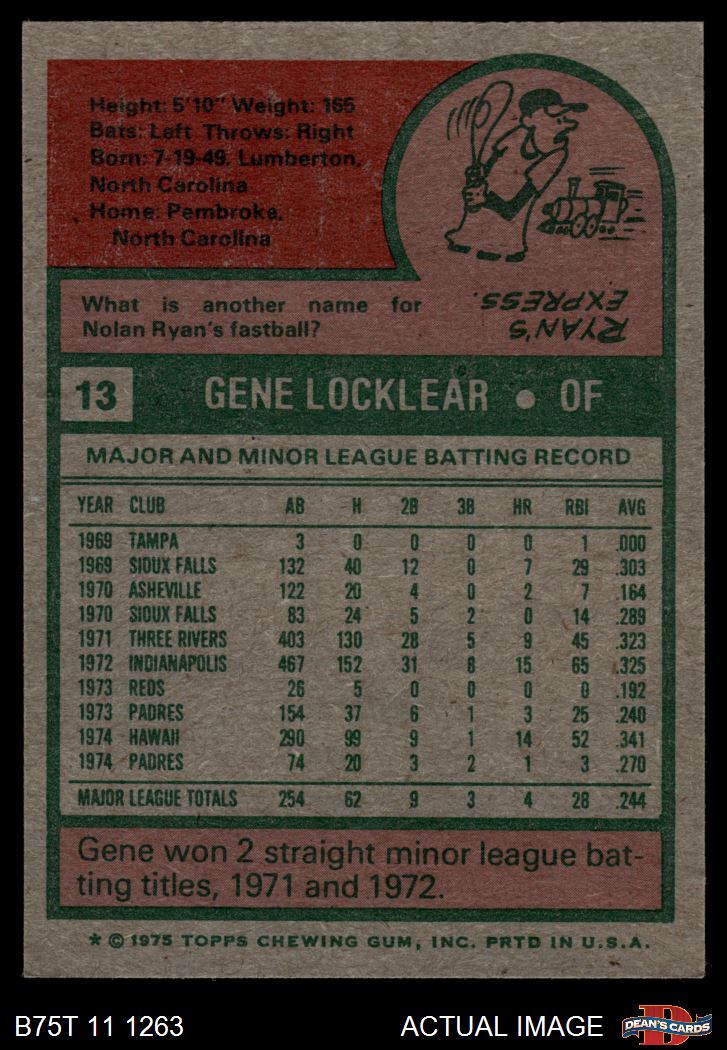 Height: 5'10" Weight: 165
Bats: Left Throws: Right
Born: 7-19-49, Lumberton,
North Carolina
Home: Pembroke,
North Carolina
What is another name for
Nolan Ryan's fastball?
RYAN'S
EXPRESS.
13 GENE LOCKLEAR • OF
MAJOR AND MINOR LEAGUE BATTING RECORD
YEAR CLUB AB H 2B 3B HR RBI AVG
1969 TAMPA 3 0 0 0 0 1 .000
1969 SIOUX FALLS 132 40 12 0 7 29 .303
1970 ASHEVILLE 122 20 4 0 2 7 .164
1970 SIOUX FALLS 83 24 5 2 0 14 .289
1971 THREE RIVERS 403 130 28 5 9 45 .323
1972 INDIANAPOLIS 467 152 31 8 15 65 .325
1973 REDS 26 5 0 0 0 0 .192
1973 PADRES 154 37 6 1 3 25 .240
1974 HAWAII 290 99 9 1 14 52 .341
1974 PADRES 74 20 3 2 1 3 .270
MAJOR LEAGUE TOTALS 254 62 9 3 4 28 .244
Gene won 2 straight minor league bat-
ting titles, 1971 and 1972.
* © 1975 TOPPS CHEWING GUM, INC. PRTD IN U.S.A.
B75T 11 1263 ACTUAL IMAGE D DEAN'S CARDS